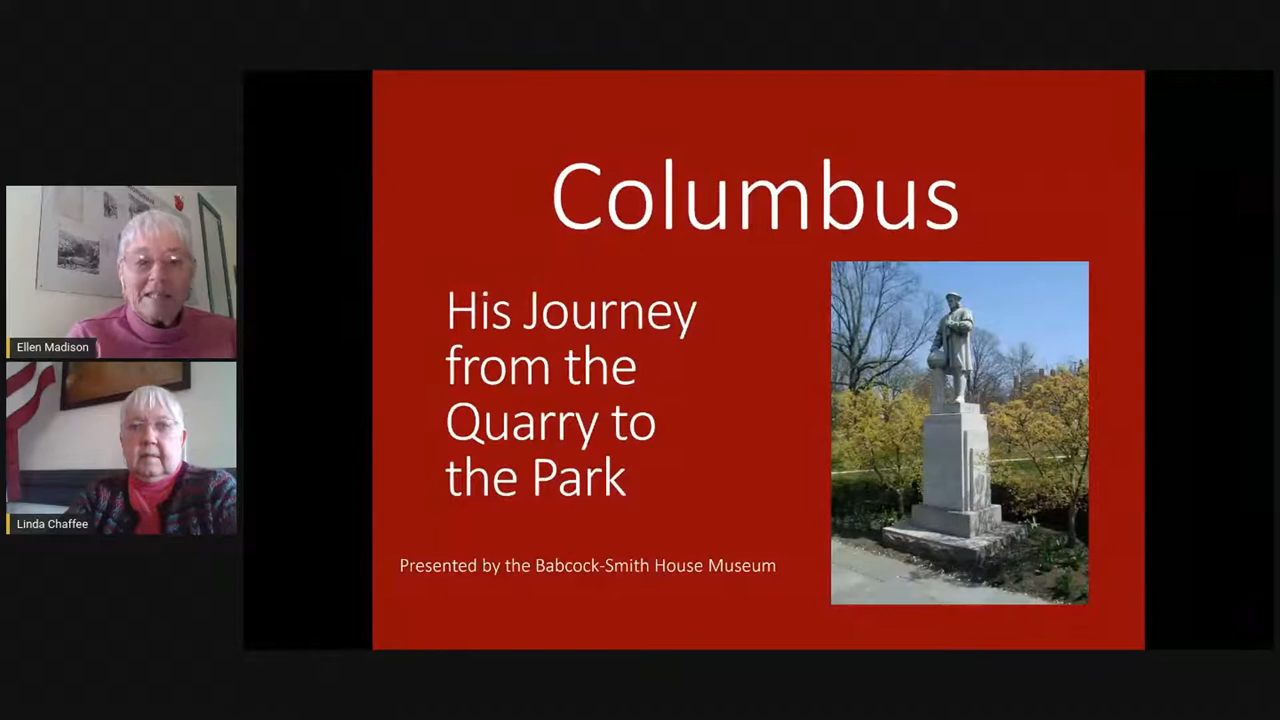 Columbus
His Journey
from the
Quarry to
the Park
Presented by the Babcock-Smith House Museum
Ellen Madison
Linda Chaffee